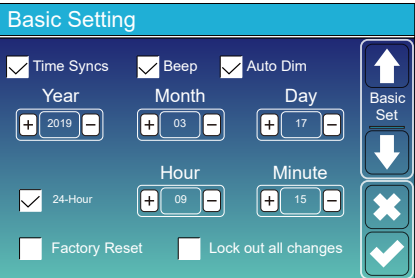 Basic Setting
Time Syncs Beep Auto Dim
Year Month Day
+ 2019 − + 03 − + 17 −
Basic
Set
Hour Minute
24-Hour + 09 − + 15 −
Factory Reset Lock out all changes